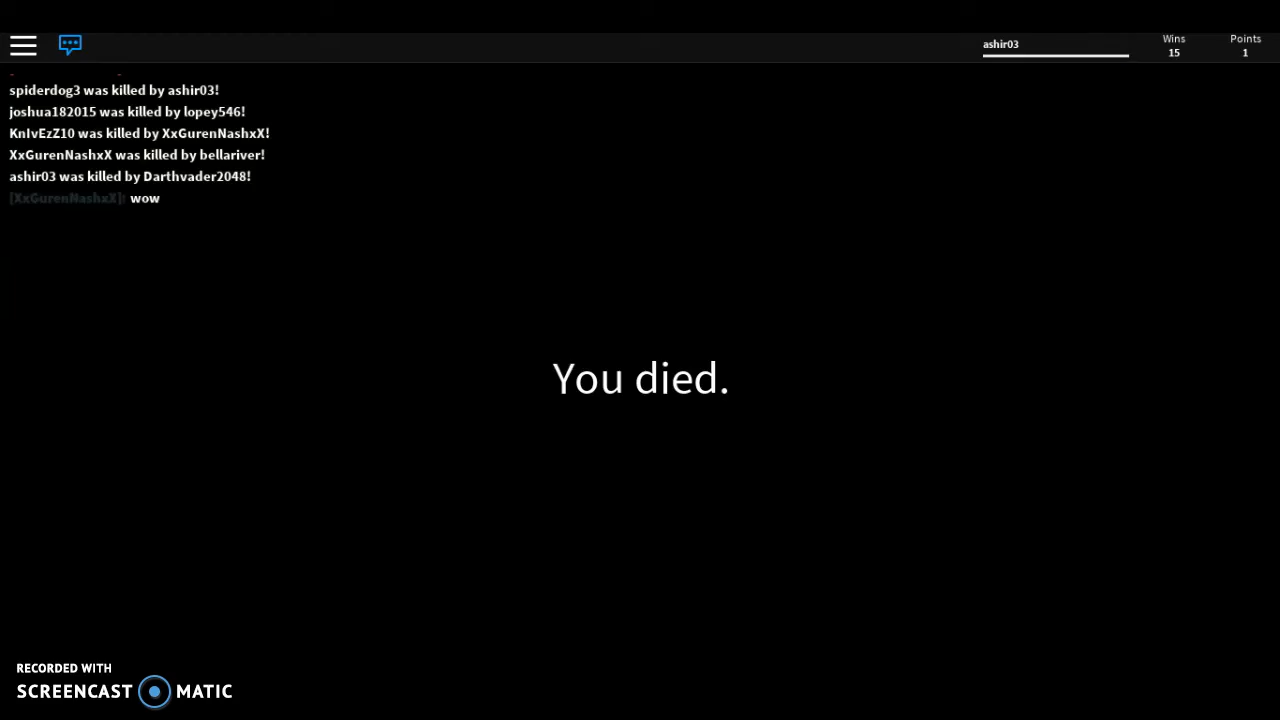 ashir03
Wins
Points
15
1
spiderdog3 was killed by ashir03!
joshua182015 was killed by lopey546!
KnIvEzZ10 was killed by XxGurenNashxX!
XxGurenNashxX was killed by bellariver!
ashir03 was killed by Darthvader2048!
[XxGurenNashxX]: wow
You died.
RECORDED WITH
SCREENCAST MATIC